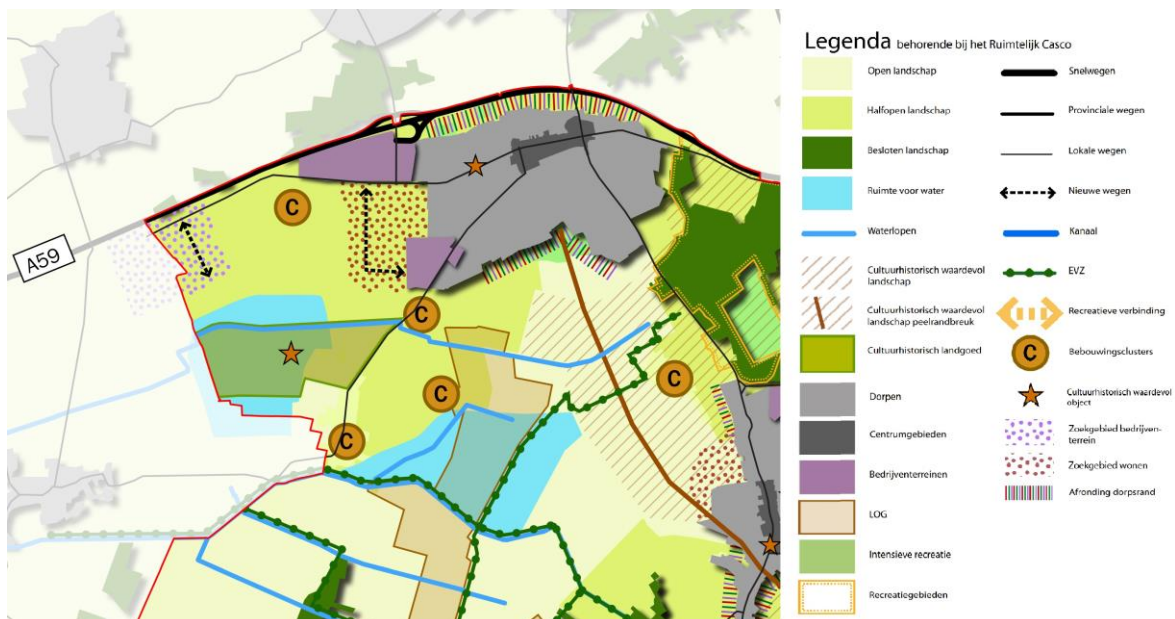 A59
C
C
C
C
C
Legenda behorende bij het Ruimtelijk Casco
Open landschap
Halfopen landschap
Besloten landschap
Ruimte voor water
Waterlopen
Cultuurhistorisch waardevol
landschap
Cultuurhistorisch waardevol
landschap peelrandbreuk
Cultuurhistorisch landgoed
Dorpen
Centrumgebieden
Bedrijventerreinen
LOG
Intensieve recreatie
Recreatiegebieden
Snelwegen
Provinciale wegen
Lokale wegen
Nieuwe wegen
Kanaal
EVZ
Recreatieve verbinding
C
Bebouwingsclusters
Cultuurhistorisch waardevol
object
Zoekgebied bedrijven-
terrein
Zoekgebied wonen
Afronding dorpsrand